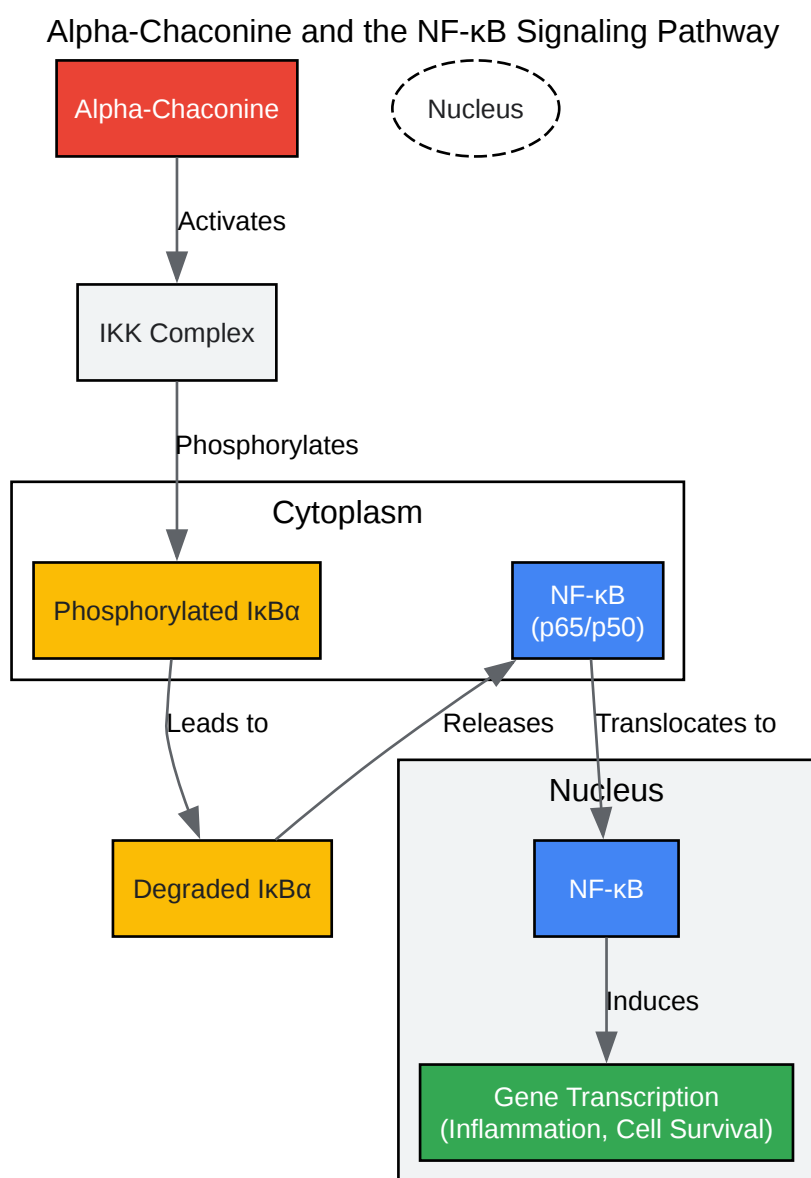 Alpha-Chaconine and the NF-κB Signaling Pathway
Alpha-Chaconine
Nucleus
Activates
IKK Complex
Phosphorylates
Cytoplasm
Phosphorylated IκBα
NF-κB
(p65/p50)
Leads to
Releases
Translocates to
Nucleus
Degraded IκBα
NF-κB
Induces
Gene Transcription
(Inflammation, Cell Survival)